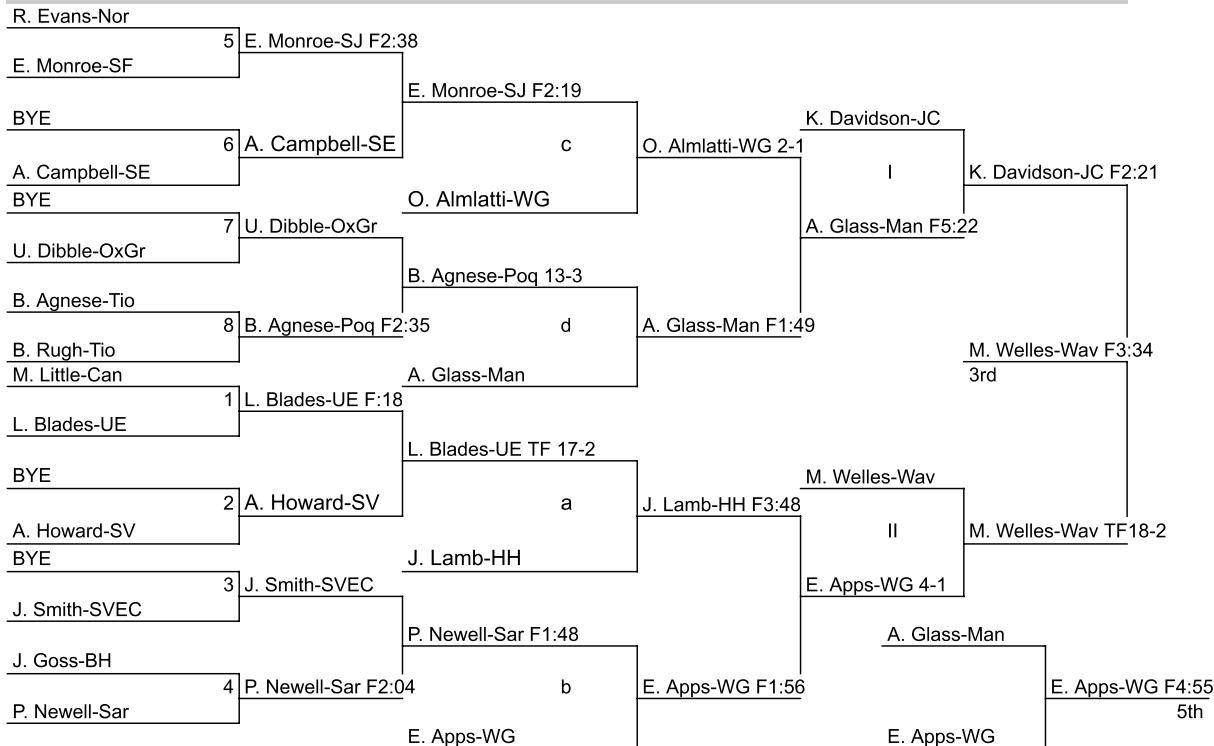 R. Evans-Nor
5 E. Monroe-SJ F2:38
E. Monroe-SF
E. Monroe-SJ F2:19
BYE
K. Davidson-JC
6 A. Campbell-SE
c
O. Almlatti-WG 2-1
A. Campbell-SE
I
K. Davidson-JC F2:21
BYE
O. Almlatti-WG
7 U. Dibble-OxGr
A. Glass-Man F5:22
U. Dibble-OxGr
B. Agnese-Poq 13-3
B. Agnese-Tio
8 B. Agnese-Poq F2:35
d
A. Glass-Man F1:49
B. Rugh-Tio
M. Welles-Wav F3:34
M. Little-Can
A. Glass-Man
3rd
1 L. Blades-UE F:18
L. Blades-UE
L. Blades-UE TF 17-2
BYE
M. Welles-Wav
2 A. Howard-SV
a
J. Lamb-HH F3:48
A. Howard-SV
II
M. Welles-Wav TF18-2
BYE
J. Lamb-HH
3 J. Smith-SVEC
E. Apps-WG 4-1
J. Smith-SVEC
P. Newell-Sar F1:48
A. Glass-Man
J. Goss-BH
4 P. Newell-Sar F2:04
b
E. Apps-WG F1:56
E. Apps-WG F4:55
P. Newell-Sar
5th
E. Apps-WG
E. Apps-WG